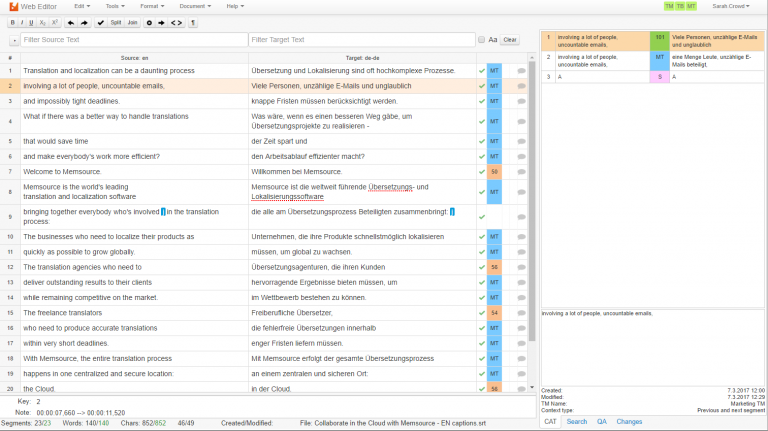 Web Editor Edit Tools Format Document Help TM TB MT Sarah.Crowd
B I U X₂ X² Split Join ¶
Filter Source Text Filter Target Text Aa Clear
# Source: en Target: de-de
1 Translation and localization can be a daunting process Übersetzung und Lokalisierung sind oft hochkomplexe Prozesse. MT
2 involving a lot of people, uncountable emails, Viele Personen, unzählige E-Mails und unglaublich MT
3 and impossibly tight deadlines. knappe Fristen müssen berücksichtigt werden. MT
4 What if there was a better way to handle translations Was wäre, wenn es einen besseren Weg gäbe, um MT
Übersetzungsprojekte zu realisieren -
5 that would save time der Zeit spart und MT
6 and make everybody's work more efficient? den Arbeitsablauf effizienter macht? MT
7 Welcome to Memsource. Willkommen bei Memsource. 50
8 Memsource is the world's leading Memsource ist die weltweit führende Übersetzungs- und MT
translation and localization software Lokalisierungssoftware
9 bringing together everybody who's involved in the translation die alle am Übersetzungsprozess Beteiligten zusammenbringt:
process:
10 The businesses who need to localize their products as Unternehmen, die ihre Produkte schnellstmöglich lokalisieren MT
11 quickly as possible to grow globally. müssen, um global zu wachsen. MT
12 The translation agencies who need to Übersetzungsagenturen, die ihren Kunden 56
13 deliver outstanding results to their clients hervorragende Ergebnisse bieten müssen, um MT
14 while remaining competitive on the market. im Wettbewerb bestehen zu können. MT
15 The freelance translators Freiberufliche Übersetzer, 54
16 who need to produce accurate translations die fehlerfreie Übersetzungen innerhalb MT
17 within very short deadlines. enger Fristen liefern müssen. MT
18 With Memsource, the entire translation process Mit Memsource erfolgt der gesamte Übersetzungsprozess MT
19 happens in one centralized and secure location: an einem zentralen und sicheren Ort: MT
20 the Cloud. in der Cloud. 56
Key: 2
Note: 00:00:07,660 --> 00:00:11,520
Segments: 23/23 Words: 140/140 Chars: 852/852 46/49 Created/Modified: File: Collaborate in the Cloud with Memsource - EN captions.srt
1 involving a lot of people, 101 Viele Personen, unzählige E-Mails
uncountable emails, und unglaublich
2 involving a lot of people, MT eine Menge Leute, unzählige E-
uncountable emails, Mails beteiligt.
3 A S A
involving a lot of people, uncountable emails,
Created: 7.3.2017 12:00
Modified: 7.3.2017 12:29
TM Name: Marketing TM
Context type: Previous and next segment
CAT Search QA Changes